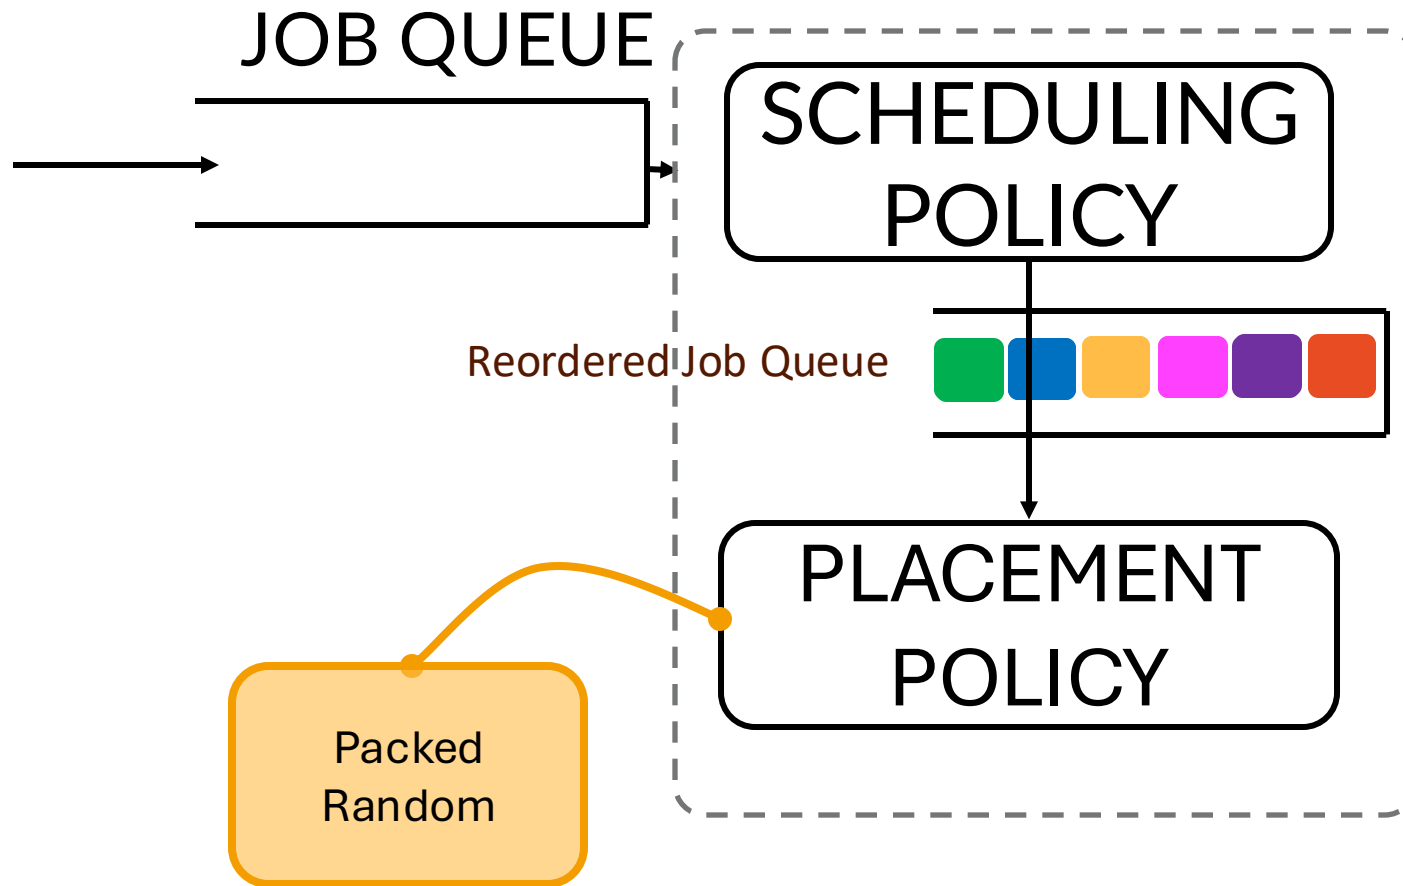 JOB QUEUE
SCHEDULING
POLICY
Reordered Job Queue
PLACEMENT
POLICY
Packed
Random